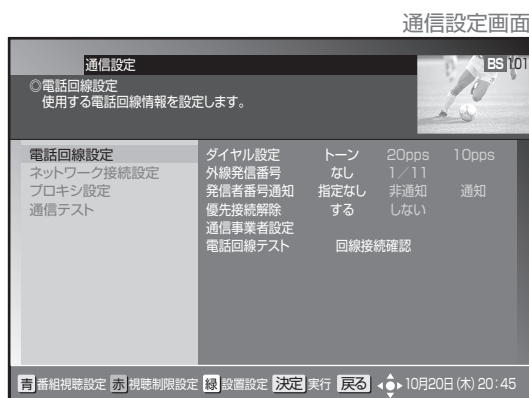 通信設定画面
通信設定
BS 101
◎電話回線設定
使用する電話回線情報を設定します。
電話回線設定
ネットワーク接続設定
プロキシ設定
通信テスト
ダイヤル設定 トーン 20pps 10pps
外線発信番号 なし 1／11
発信者番号通知 指定なし 非通知 通知
優先接続解除 する しない
通信事業者設定
電話回線テスト 回線接続確認
青 番組視聴設定 赤 視聴制限設定 緑 設置設定 決定 実行 戻る 10月20日(木) 20:45